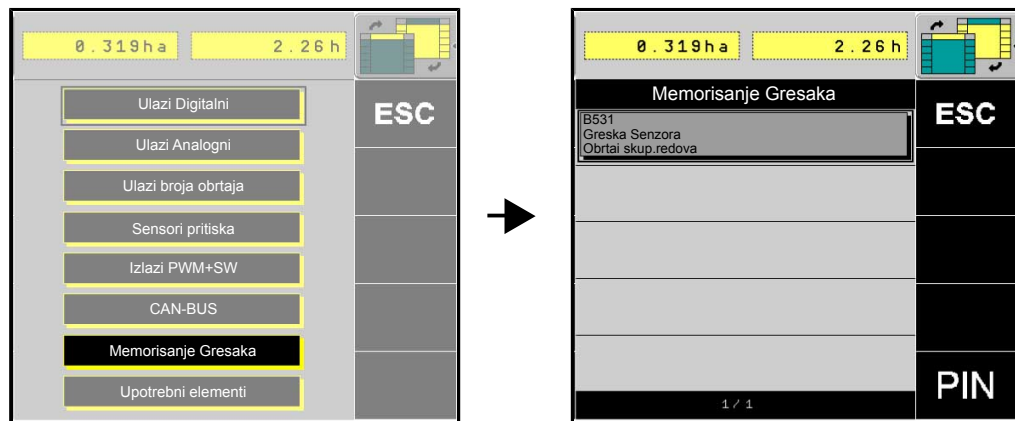 0.319ha 2.26h
Ulazi Digitalni
ESC
Ulazi Analogni
Ulazi broja obrtaja
Sensori pritiska
Izlazi PWM+SW
CAN-BUS
Memorisanje Gresaka
Upotrebni elementi
0.319ha 2.26h
Memorisanje Gresaka
ESC
B531
Greska Senzora
Obrtai skup.redova
PIN
1/1